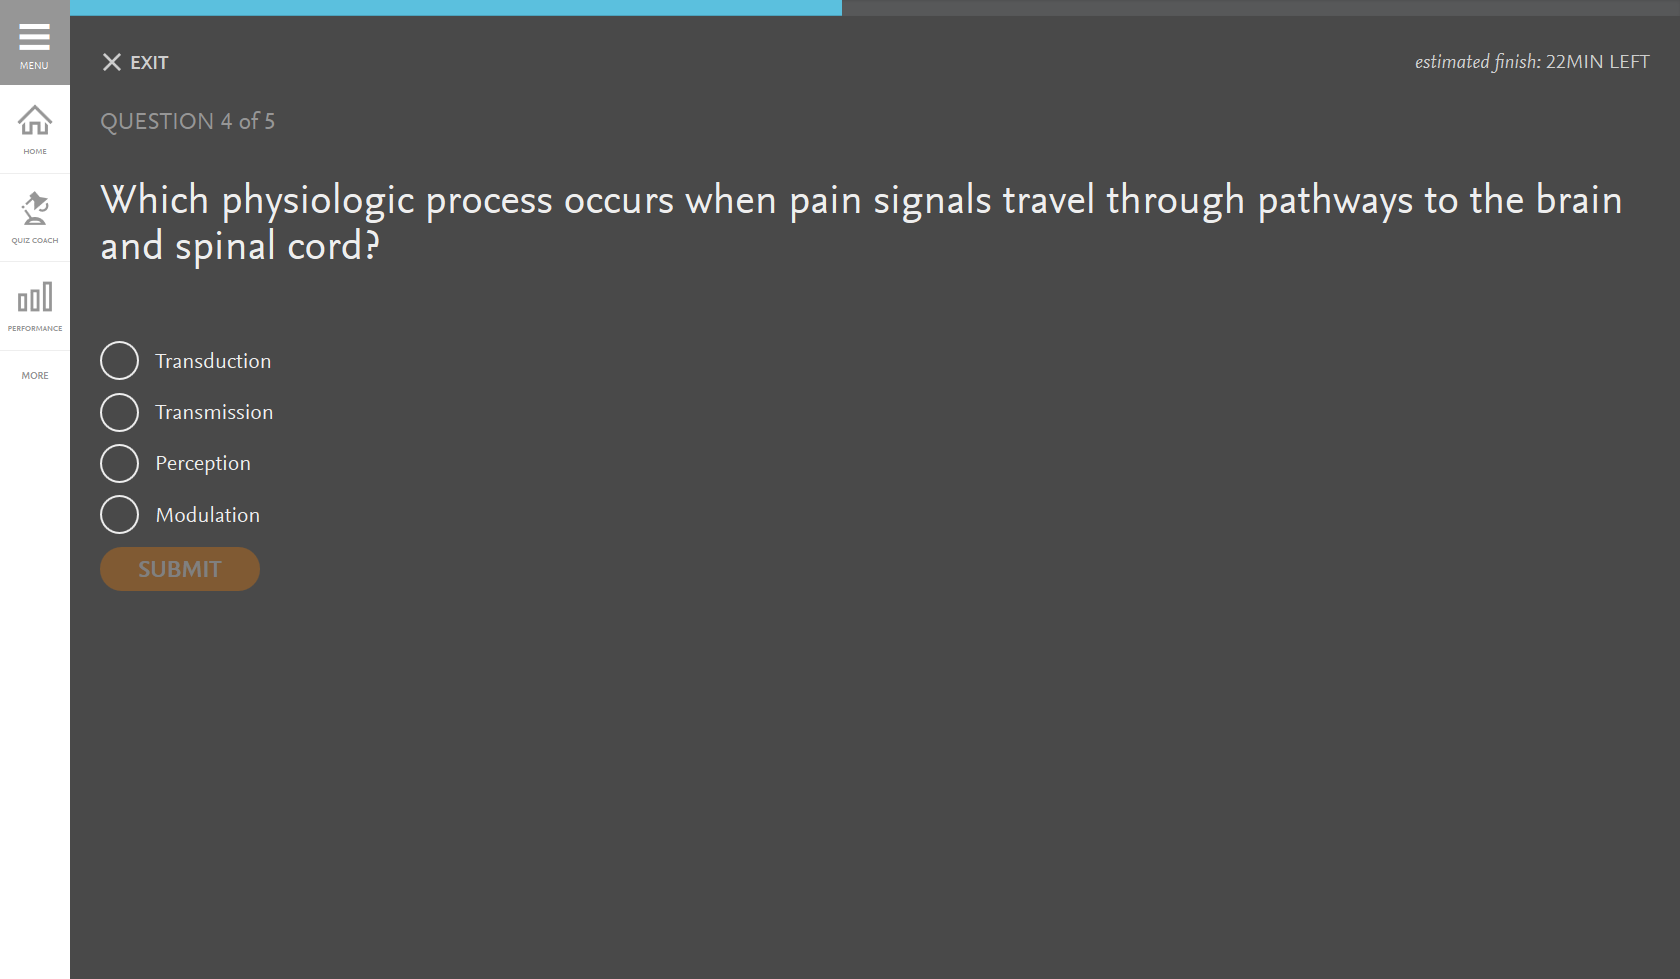 MENU
HOME
QUIZ COACH
PERFORMANCE
MORE
EXIT
estimated finish: 22MIN LEFT
QUESTION 4 of 5
Which physiologic process occurs when pain signals travel through pathways to the brain
and spinal cord?
Transduction
Transmission
Perception
Modulation
SUBMIT